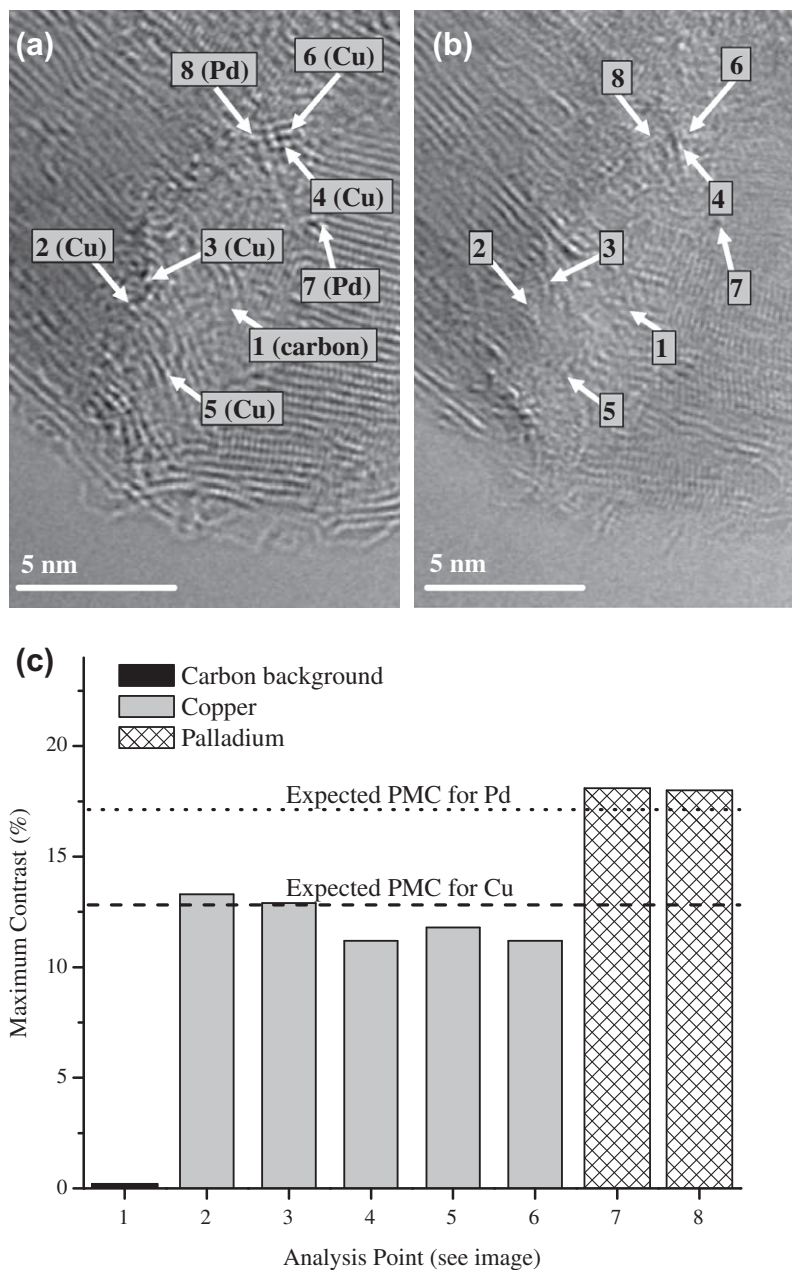 (a)
8 (Pd)
6 (Cu)
4 (Cu)
2 (Cu)
3 (Cu)
7 (Pd)
1 (carbon)
5 (Cu)
5 nm
(b)
8
6
4
2
3
7
1
5
5 nm
(c)
Carbon background
Copper
Palladium
Expected PMC for Pd
Expected PMC for Cu
Maximum Contrast (%)
20
15
10
5
0
1 2 3 4 5 6 7 8
Analysis Point (see image)